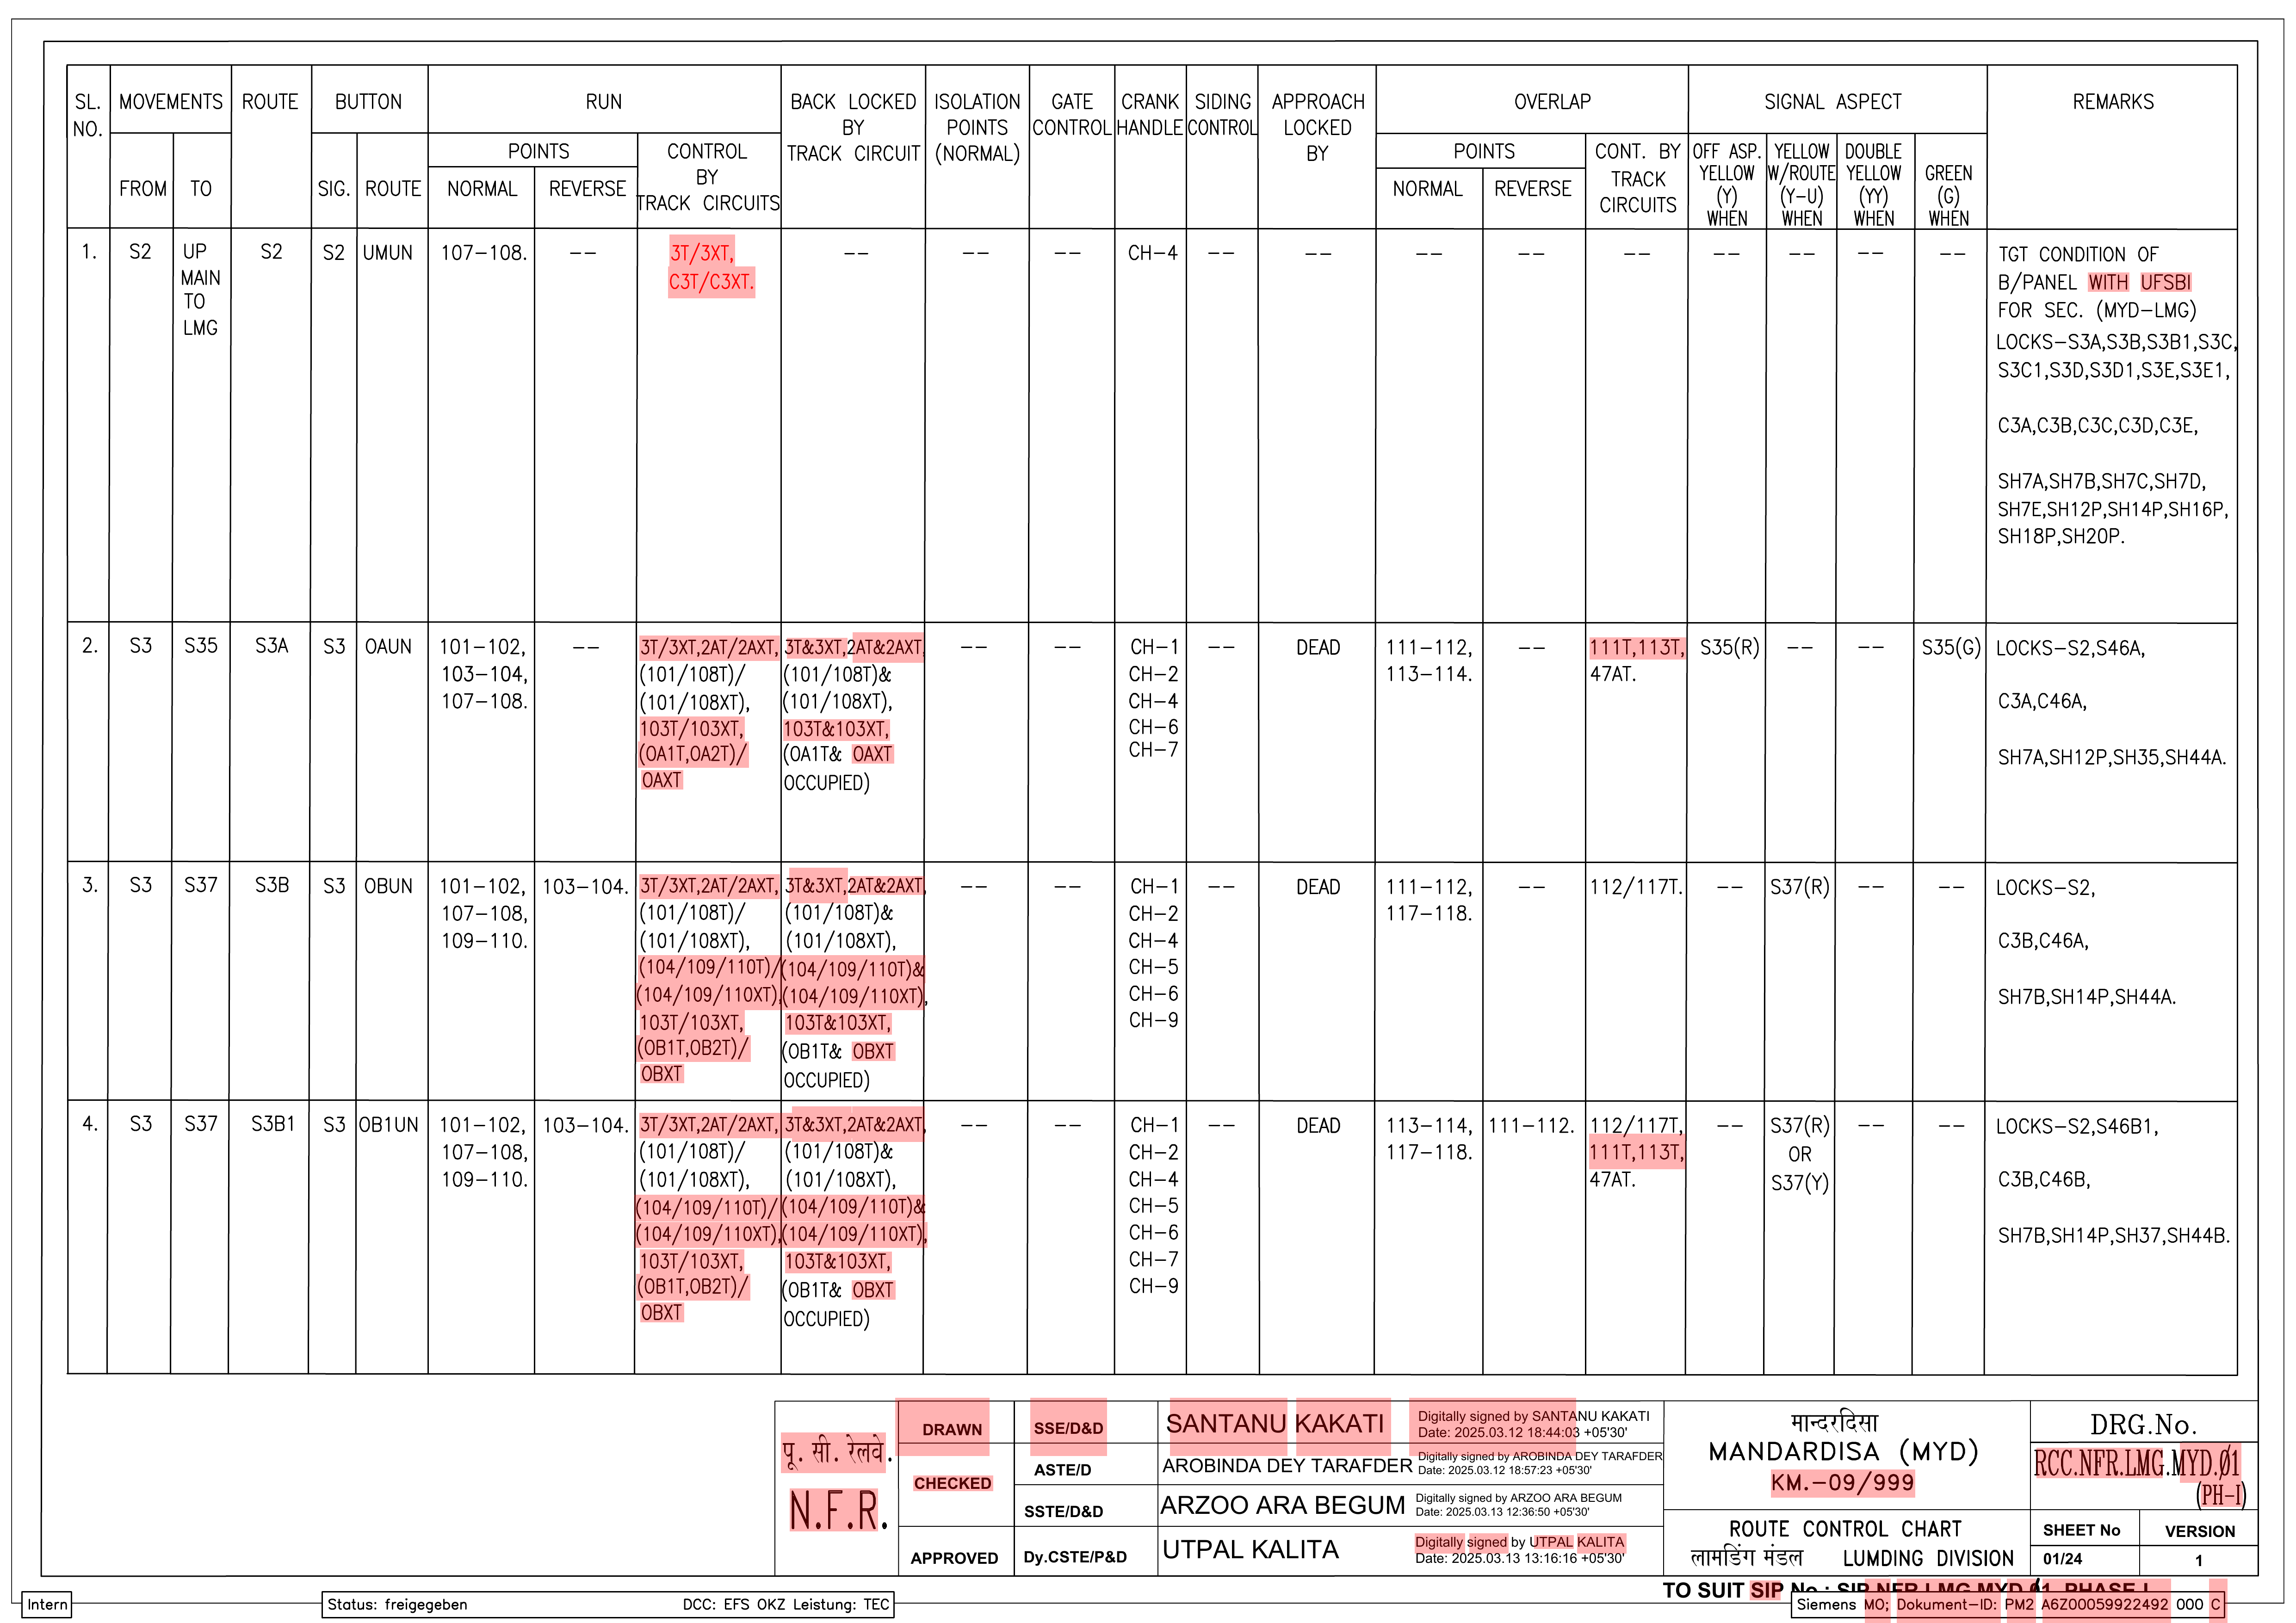 SL. NO. MOVEMENTS ROUTE BUTTON RUN BACK LOCKED BY TRACK CIRCUIT ISOLATION POINTS (NORMAL) GATE CONTROL CRANK HANDLE SIDING CONTROL APPROACH LOCKED BY OVERLAP SIGNAL ASPECT REMARKS
FROM TO SIG. ROUTE POINTS CONTROL BY TRACK CIRCUITS POINTS CONT. BY TRACK CIRCUITS OFF ASP. YELLOW (Y) WHEN YELLOW W/ROUTE (Y-U) WHEN DOUBLE YELLOW (YY) WHEN GREEN (G) WHEN
NORMAL REVERSE NORMAL REVERSE
1. S2 UP MAIN TO LMG S2 S2 UMUN 107-108. -- 3T/3XT, -- -- -- CH-4 -- -- -- -- -- -- -- -- -- TGT CONDITION OF
C3T/C3XT. B/PANEL WITH UFSBI
FOR SEC. (MYD-LMG)
LOCKS-S3A,S3B,S3B1,S3C,
S3C1,S3D,S3D1,S3E,S3E1,
C3A,C3B,C3C,C3D,C3E,
SH7A,SH7B,SH7C,SH7D,
SH7E,SH12P,SH14P,SH16P,
SH18P,SH20P.
2. S3 S35 S3A S3 OAUN 101-102, -- 3T/3XT,2AT/2AXT, 3T&3XT,2AT&2AXT, -- -- CH-1 -- DEAD 111-112, -- 111T,113T, S35(R) -- -- S35(G) LOCKS-S2,S46A,
103-104, (101/108T)/ (101/108T)& CH-2 113-114. 47AT.
107-108. (101/108XT), (101/108XT), CH-4 C3A,C46A,
103T/103XT, 103T&103XT, CH-6
(OA1T,OA2T)/ (OA1T& OAXT CH-7 SH7A,SH12P,SH35,SH44A.
OAXT OCCUPIED)
3. S3 S37 S3B S3 OBUN 101-102, 103-104. 3T/3XT,2AT/2AXT, 3T&3XT,2AT&2AXT, -- -- CH-1 -- DEAD 111-112, -- 112/117T. -- S37(R) -- -- LOCKS-S2,
107-108, (101/108T)/ (101/108T)& CH-2 117-118.
109-110. (101/108XT), (101/108XT), CH-4 C3B,C46A,
(104/109/110T)/ (104/109/110T)& CH-5
(104/109/110XT), (104/109/110XT), CH-6 SH7B,SH14P,SH44A.
103T/103XT, 103T&103XT, CH-9
(OB1T,OB2T)/ (OB1T& OBXT
OBXT OCCUPIED)
4. S3 S37 S3B1 S3 OB1UN 101-102, 103-104. 3T/3XT,2AT/2AXT, 3T&3XT,2AT&2AXT, -- -- CH-1 -- DEAD 113-114, 111-112. 112/117T, -- S37(R) -- -- LOCKS-S2,S46B1,
107-108, (101/108T)/ (101/108T)& CH-2 117-118. 111T,113T, OR
109-110. (101/108XT), (101/108XT), CH-4 47AT. S37(Y) C3B,C46B,
(104/109/110T)/ (104/109/110T)& CH-5
(104/109/110XT), (104/109/110XT), CH-6 SH7B,SH14P,SH37,SH44B.
103T/103XT, 103T&103XT, CH-7
(OB1T,OB2T)/ (OB1T& OBXT CH-9
OBXT OCCUPIED)
पू. सी. रेलवे.
N.F.R.
DRAWN SSE/D&D SANTANU KAKATI Digitally signed by SANTANU KAKATI
Date: 2025.03.12 18:44:03 +05'30'
CHECKED ASTE/D AROBINDA DEY TARAFDER Digitally signed by AROBINDA DEY TARAFDER
Date: 2025.03.12 18:57:23 +05'30'
SSTE/D&D ARZOO ARA BEGUM Digitally signed by ARZOO ARA BEGUM
Date: 2025.03.13 12:36:50 +05'30'
APPROVED Dy.CSTE/P&D UTPAL KALITA Digitally signed by UTPAL KALITA
Date: 2025.03.13 13:16:16 +05'30'
मान्दरदिसा
MANDARDISA (MYD)
KM.-09/999
ROUTE CONTROL CHART
लामडिंग मंडल LUMDING DIVISION
DRG.No.
RCC.NFR.LMG.MYD.Ø1
(PH-I)
SHEET No VERSION
01/24 1
TO SUIT SIP No.: SIP.NFR.LMG.MYD.Ø1, PHASE-I
Intern
Status: freigegeben DCC: EFS OKZ Leistung: TEC
Siemens MO; Dokument-ID: PM2 A6Z00059922492 000 C